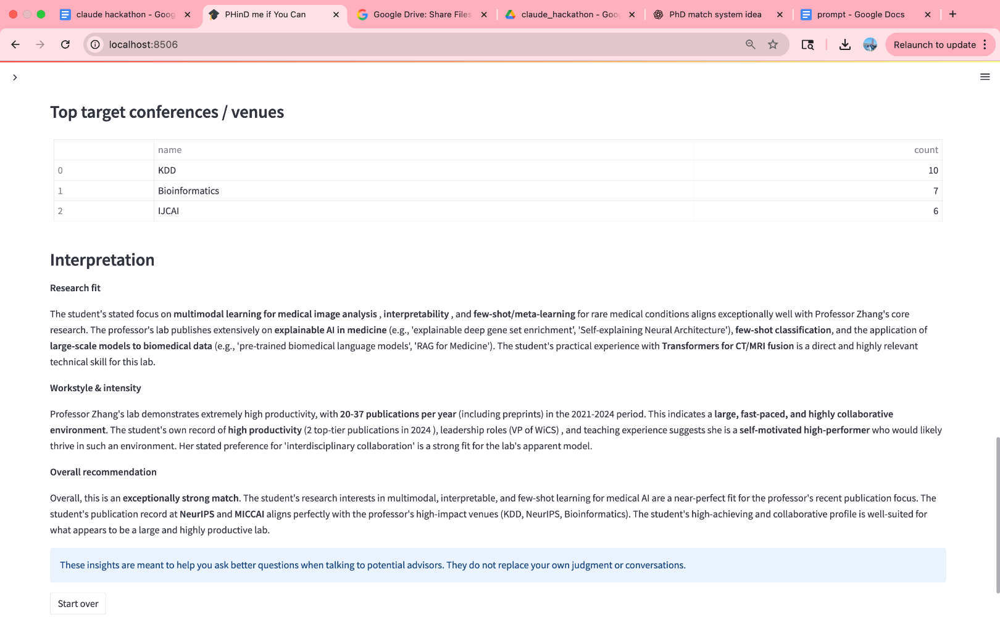 claude hackathon - Goog
PHinD me if You Can
Google Drive: Share Files
claude_hackathon - Goo
PhD match system idea
prompt - Google Docs
localhost:8506
Relaunch to update
Top target conferences / venues
name count
0 KDD 10
1 Bioinformatics 7
2 IJCAI 6
Interpretation
Research fit
The student's stated focus on multimodal learning for medical image analysis , interpretability , and few-shot/meta-learning for rare medical conditions aligns exceptionally well with Professor Zhang's core
research. The professor's lab publishes extensively on explainable AI in medicine (e.g., 'explainable deep gene set enrichment', 'Self-explaining Neural Architecture'), few-shot classification, and the application of
large-scale models to biomedical data (e.g., 'pre-trained biomedical language models', 'RAG for Medicine'). The student's practical experience with Transformers for CT/MRI fusion is a direct and highly relevant
technical skill for this lab.
Workstyle & intensity
Professor Zhang's lab demonstrates extremely high productivity, with 20-37 publications per year (including preprints) in the 2021-2024 period. This indicates a large, fast-paced, and highly collaborative
environment. The student's own record of high productivity (2 top-tier publications in 2024 ), leadership roles (VP of WiCS) , and teaching experience suggests she is a self-motivated high-performer who would likely
thrive in such an environment. Her stated preference for 'interdisciplinary collaboration' is a strong fit for the lab's apparent model.
Overall recommendation
Overall, this is an exceptionally strong match. The student's research interests in multimodal, interpretable, and few-shot learning for medical AI are a near-perfect fit for the professor's recent publication focus. The
student's publication record at NeurIPS and MICCAI aligns perfectly with the professor's high-impact venues (KDD, NeurIPS, Bioinformatics). The student's high-achieving and collaborative profile is well-suited for
what appears to be a large and highly productive lab.
These insights are meant to help you ask better questions when talking to potential advisors. They do not replace your own judgment or conversations.
Start over